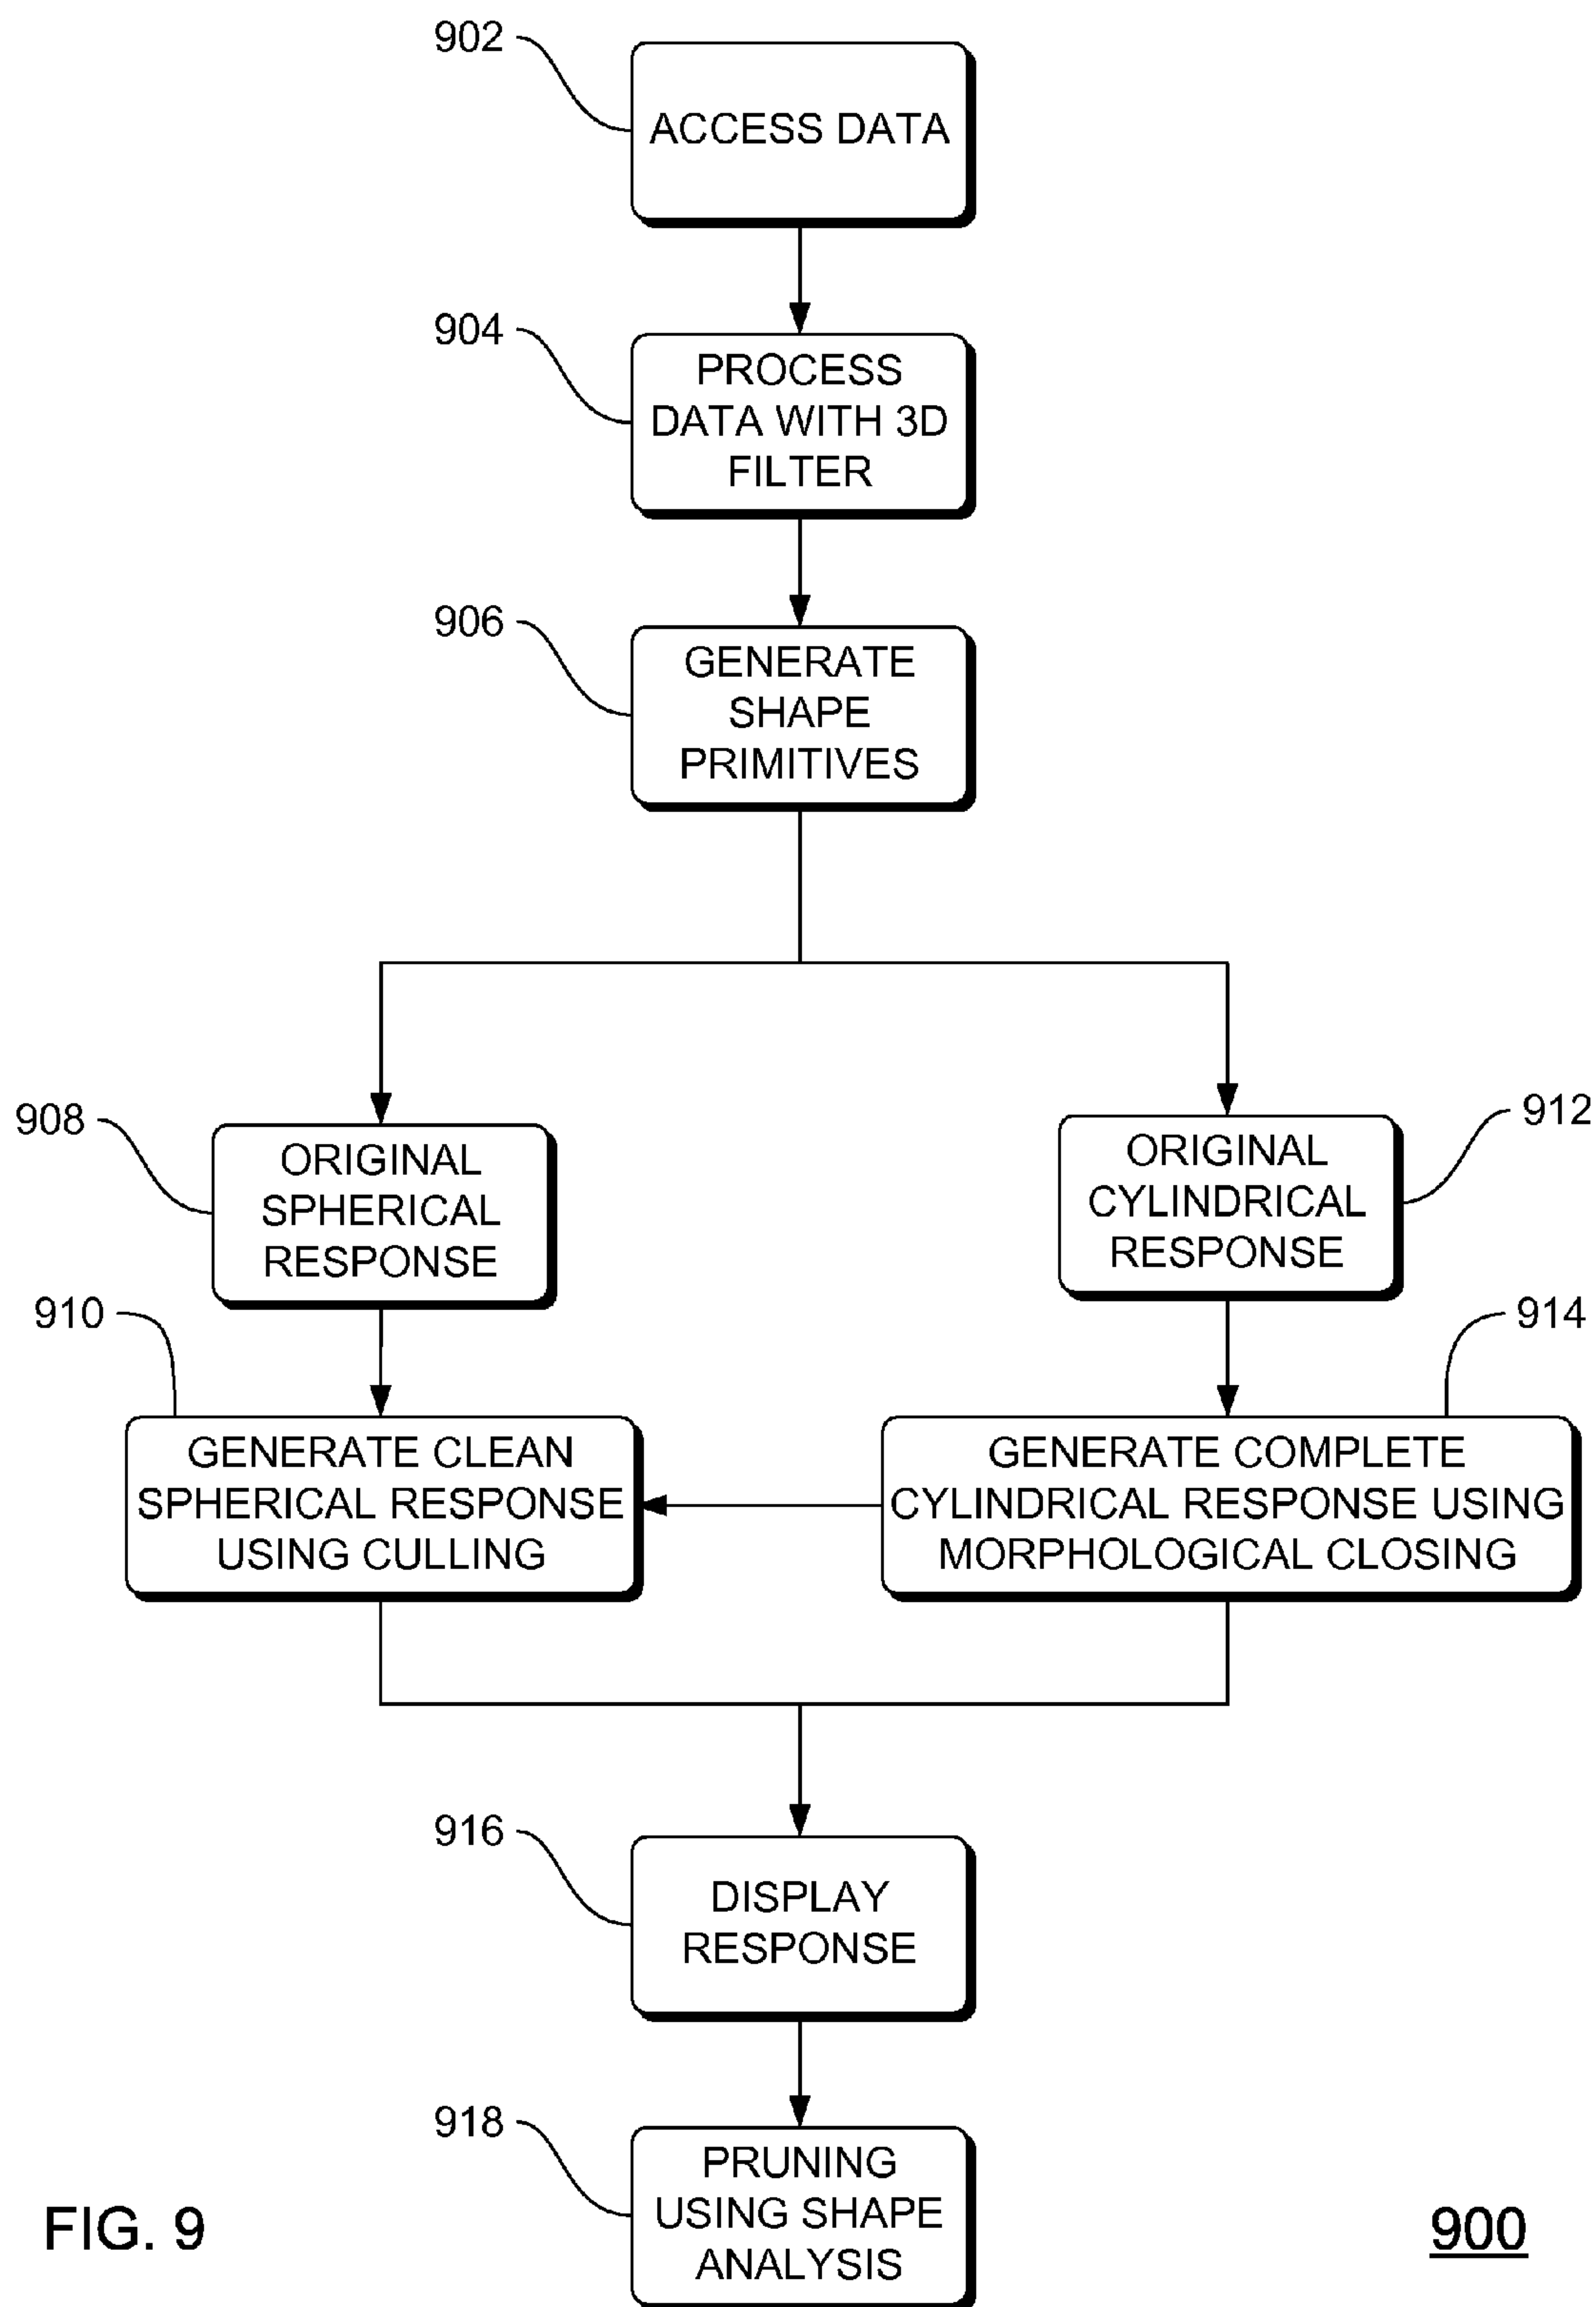 902
ACCESS DATA
904
PROCESS
DATA WITH 3D
FILTER
906
GENERATE
SHAPE
PRIMITIVES
908
ORIGINAL
SPHERICAL
RESPONSE
912
ORIGINAL
CYLINDRICAL
RESPONSE
910
GENERATE CLEAN
SPHERICAL RESPONSE
USING CULLING
914
GENERATE COMPLETE
CYLINDRICAL RESPONSE USING
MORPHOLOGICAL CLOSING
916
DISPLAY
RESPONSE
918
PRUNING
USING SHAPE
ANALYSIS
FIG. 9
900